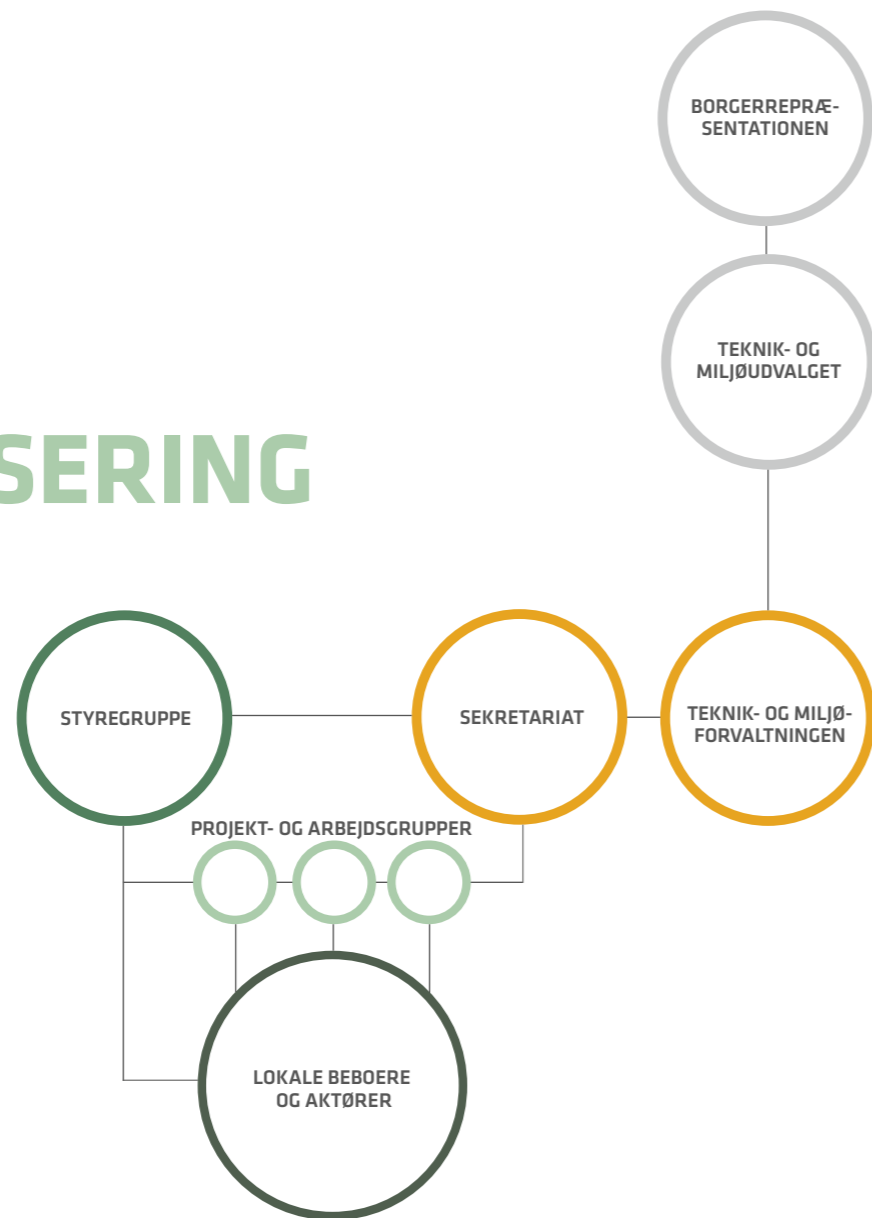 BORGERREPRÆ-
SENTATIONEN
TEKNIK- OG
MILJØUDVALGET
SERING
STYREGRUPPE
SEKRETARIAT
TEKNIK- OG MILJØ-
FORVALTNINGEN
PROJEKT- OG ARBEJDSGRUPPER
LOKALE BEBOERE
OG AKTØRER